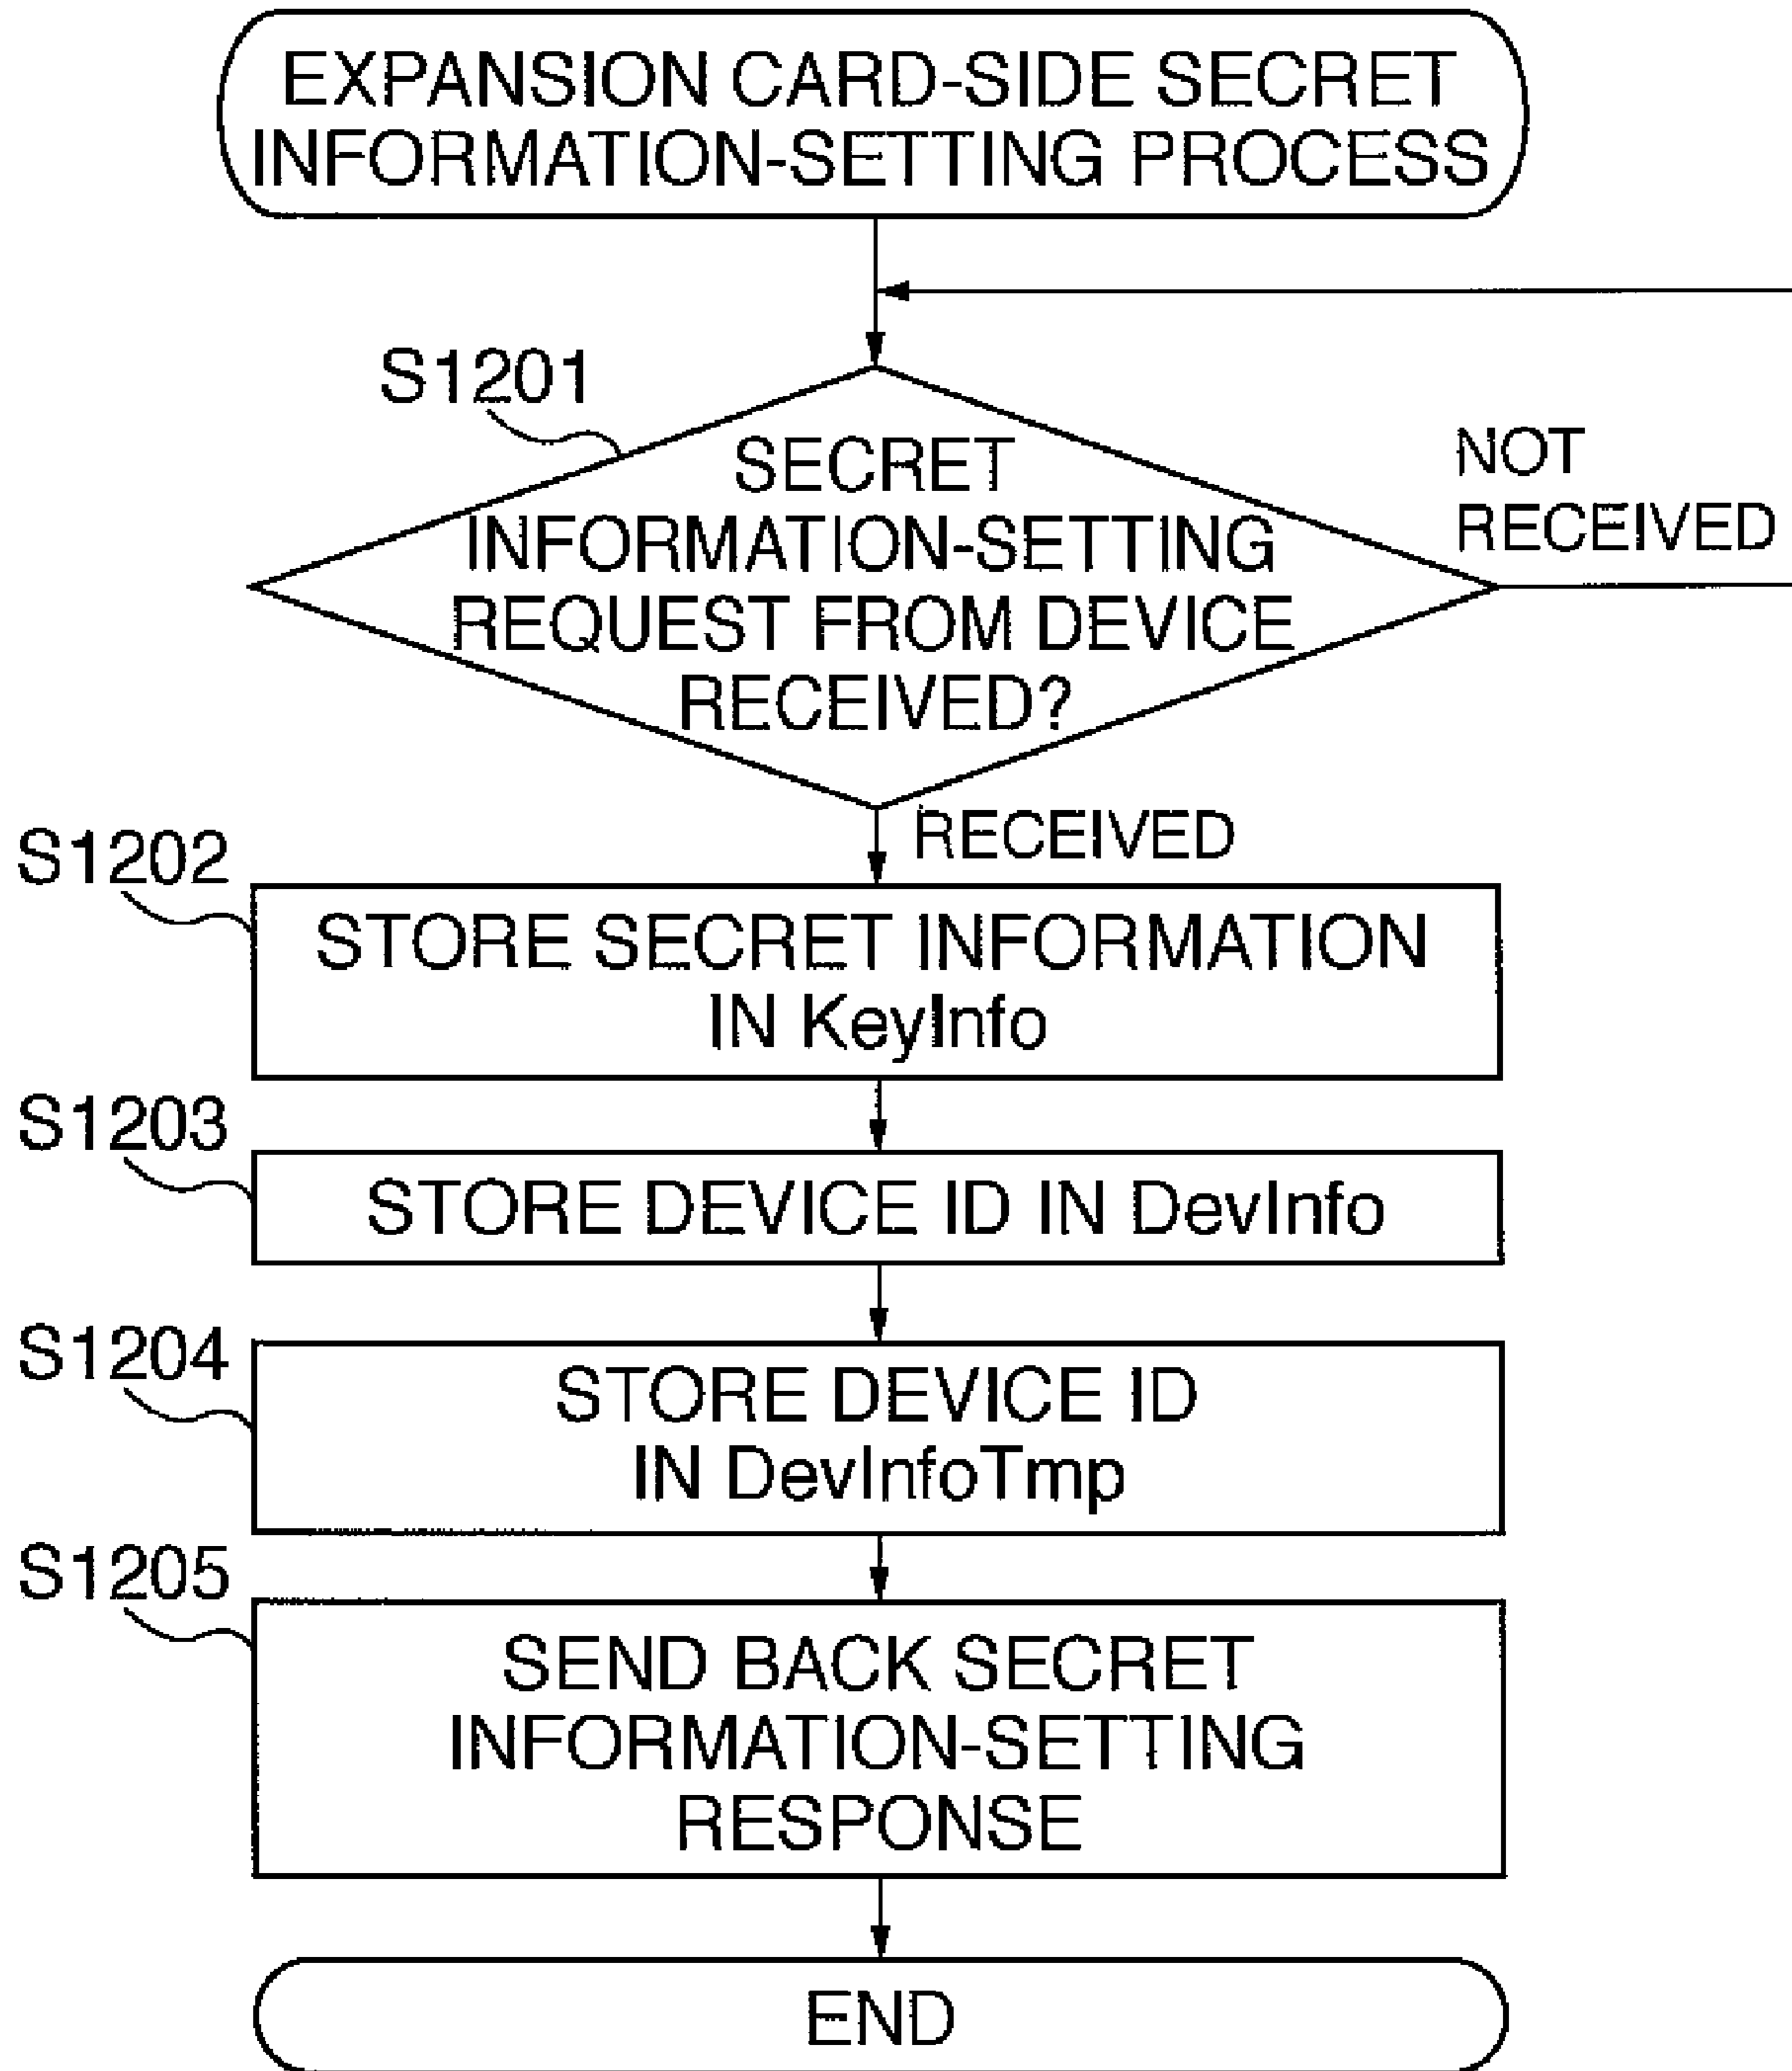 EXPANSION CARD-SIDE SECRET
INFORMATION-SETTING PROCESS
S1201
SECRET
INFORMATION-SETTING
REQUEST FROM DEVICE
RECEIVED?
NOT
RECEIVED
RECEIVED
S1202
STORE SECRET INFORMATION
IN KeyInfo
S1203
STORE DEVICE ID IN DevInfo
S1204
STORE DEVICE ID
IN DevInfoTmp
S1205
SEND BACK SECRET
INFORMATION-SETTING
RESPONSE
END